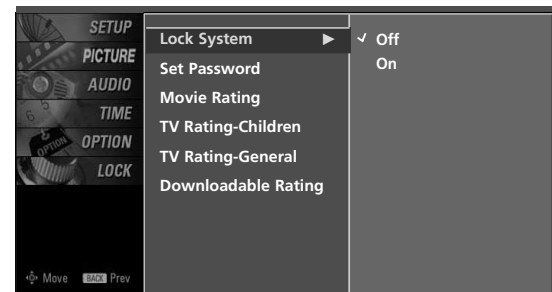 SETUP
PICTURE
AUDIO
TIME
OPTION
LOCK
Move BACK Prev
Lock System
Set Password
Movie Rating
TV Rating-Children
TV Rating-General
Downloadable Rating
Off
On